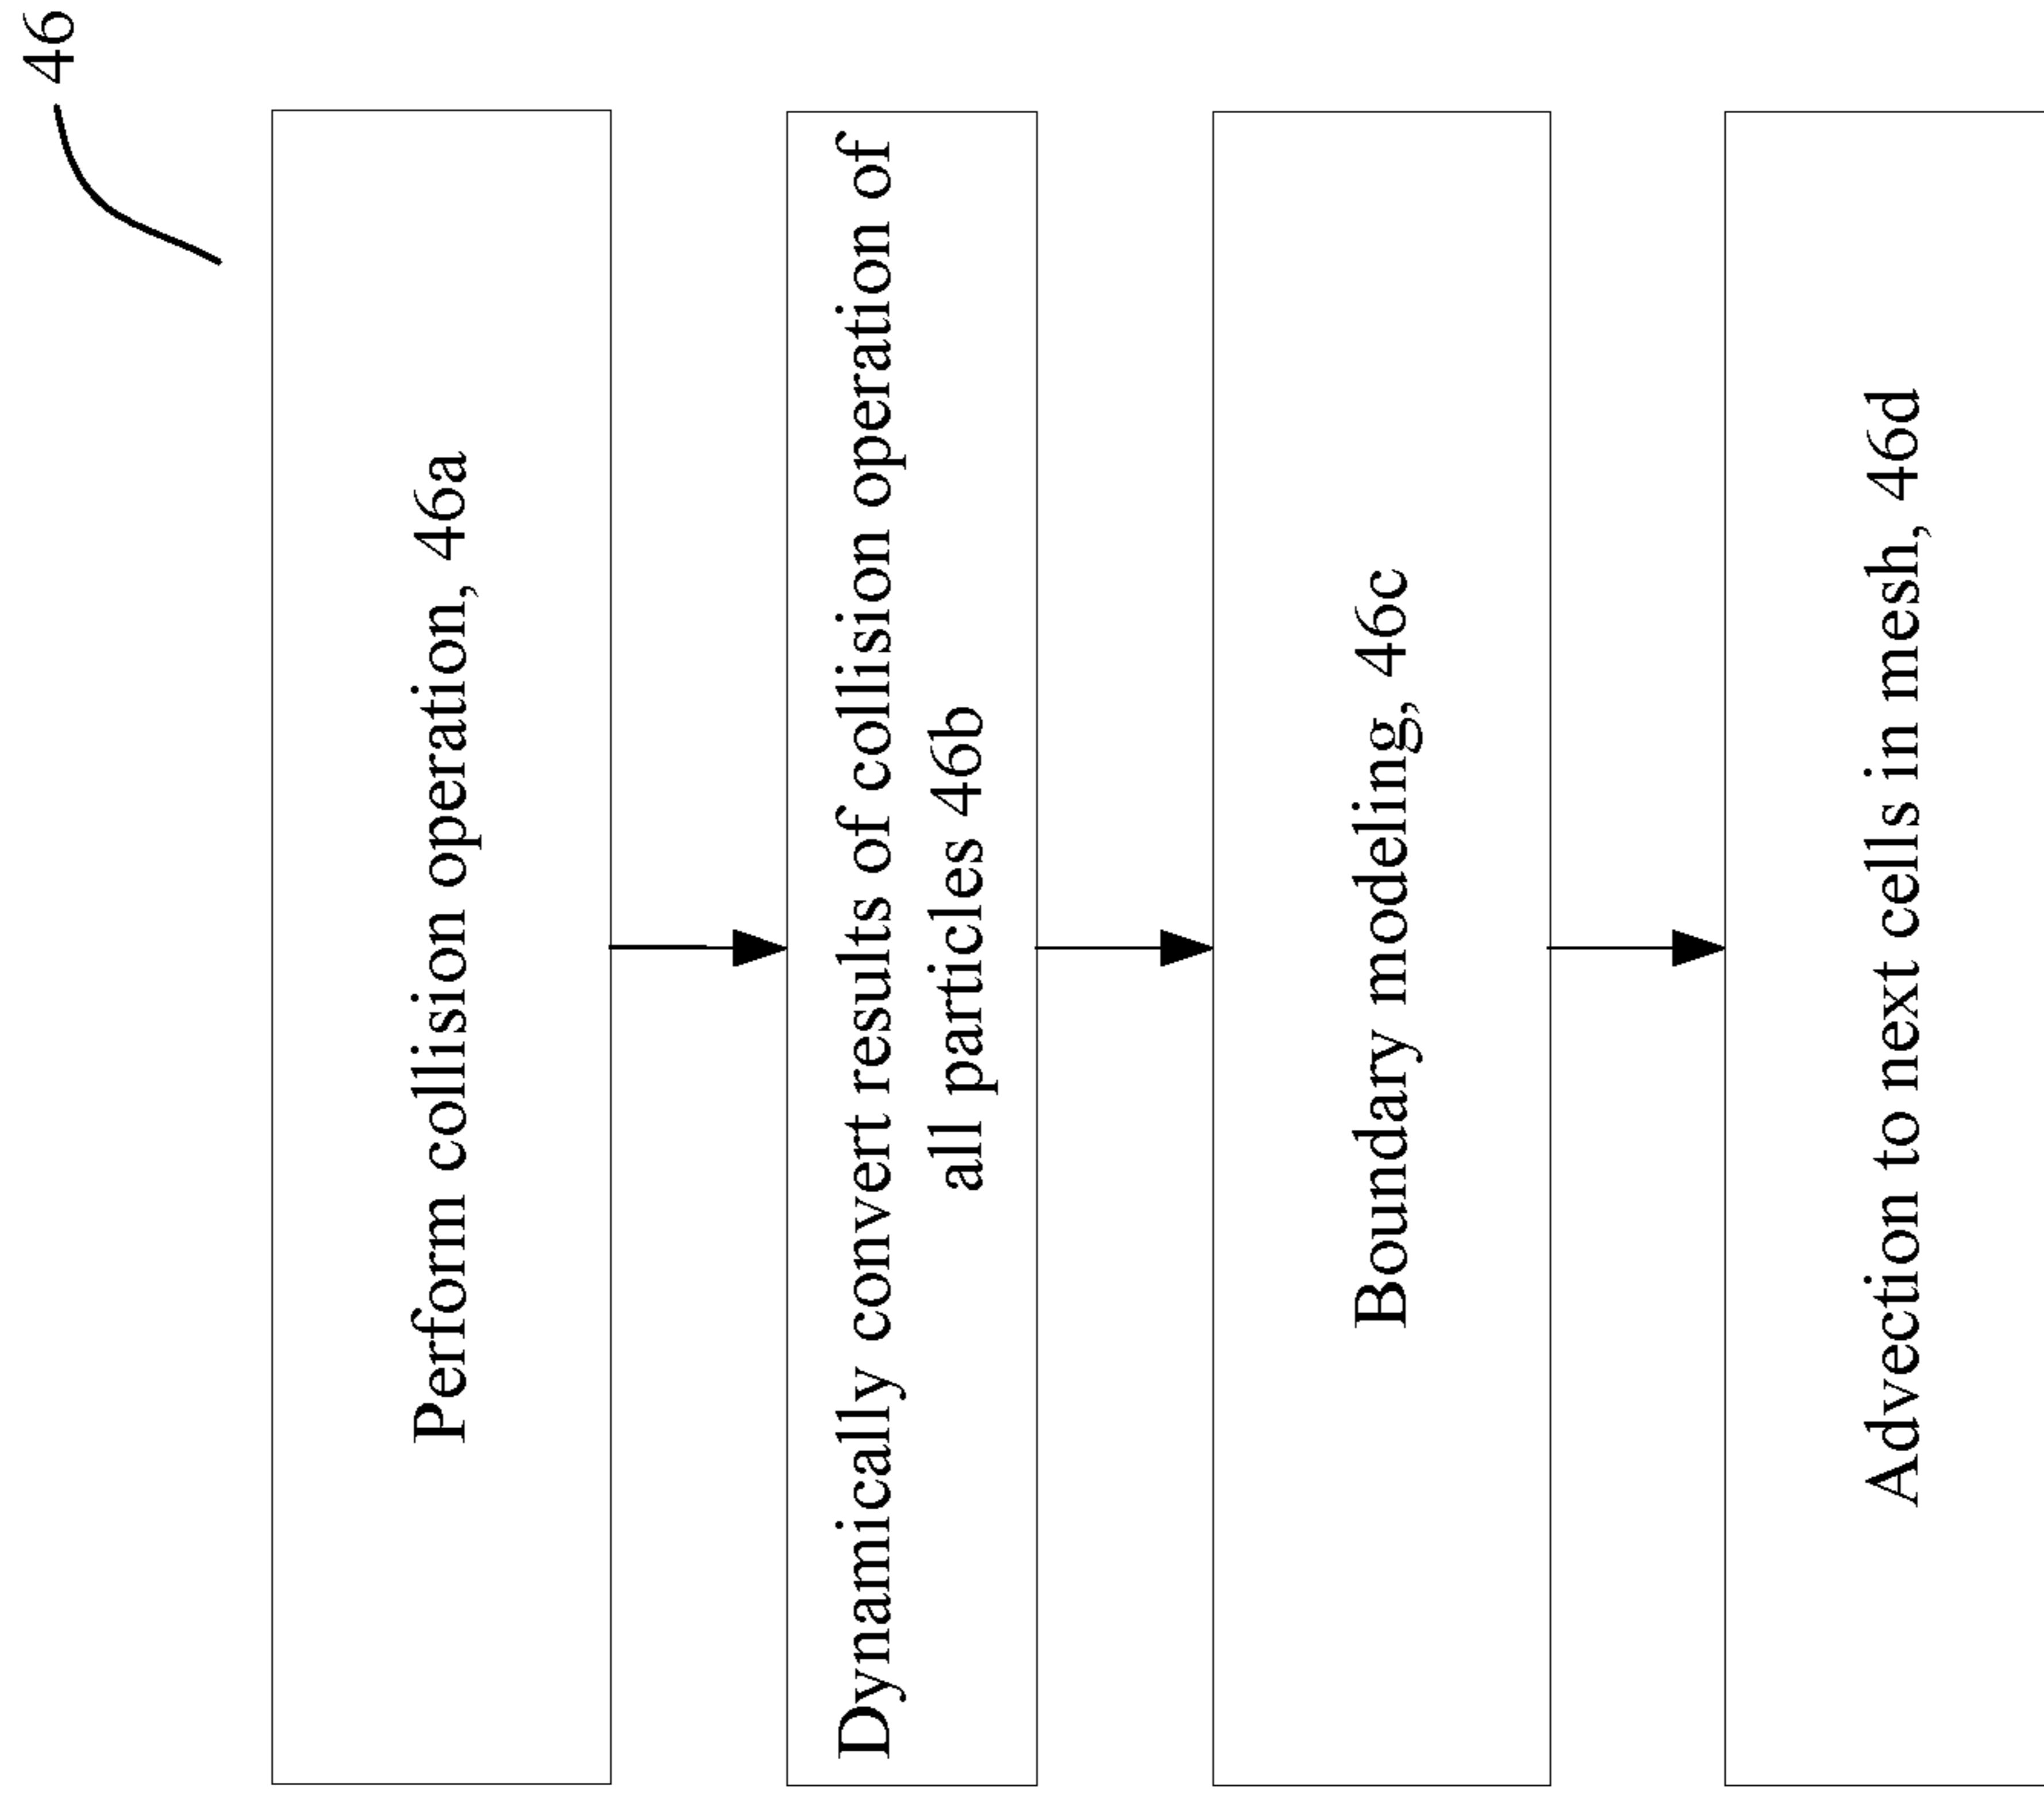 46
Perform collision operation, 46a
Dynamically convert results of collision operation of
all particles 46b
Boundary modeling, 46c
Advection to next cells in mesh, 46d